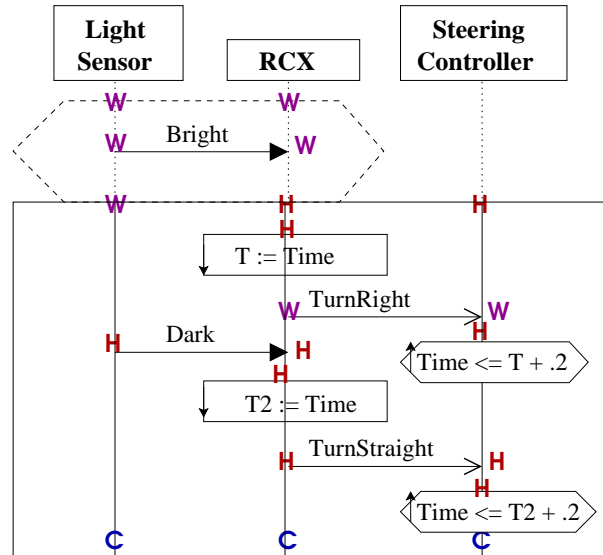 Light
Sensor
RCX
Steering
Controller
W W
W Bright W
W H H
H
T := Time
W TurnRight W
H
H Dark H
Time <= T + .2
H
T2 := Time
H TurnStraight H
H
Time <= T2 + .2
C C C